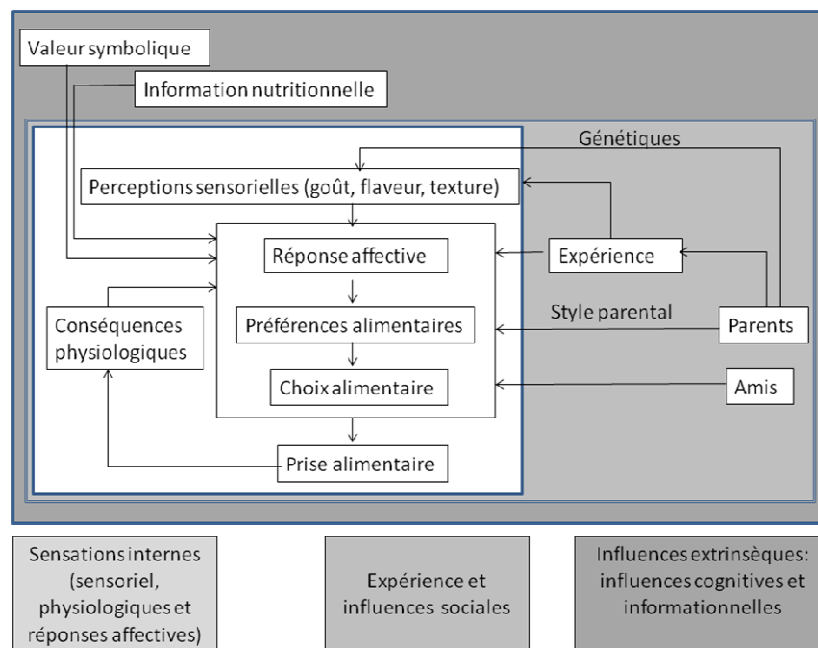 Valeur symbolique
Information nutritionnelle
Génétiques
Perceptions sensorielles (goût, flaveur, texture)
Réponse affective
Expérience
Conséquences
physiologiques
Préférences alimentaires
Style parental
Parents
Choix alimentaire
Amis
Prise alimentaire
Sensations internes
(sensoriel,
physiologiques et
réponses affectives)
Expérience et
influences sociales
Influences extrinsèques:
influences cognitives et
informationnelles